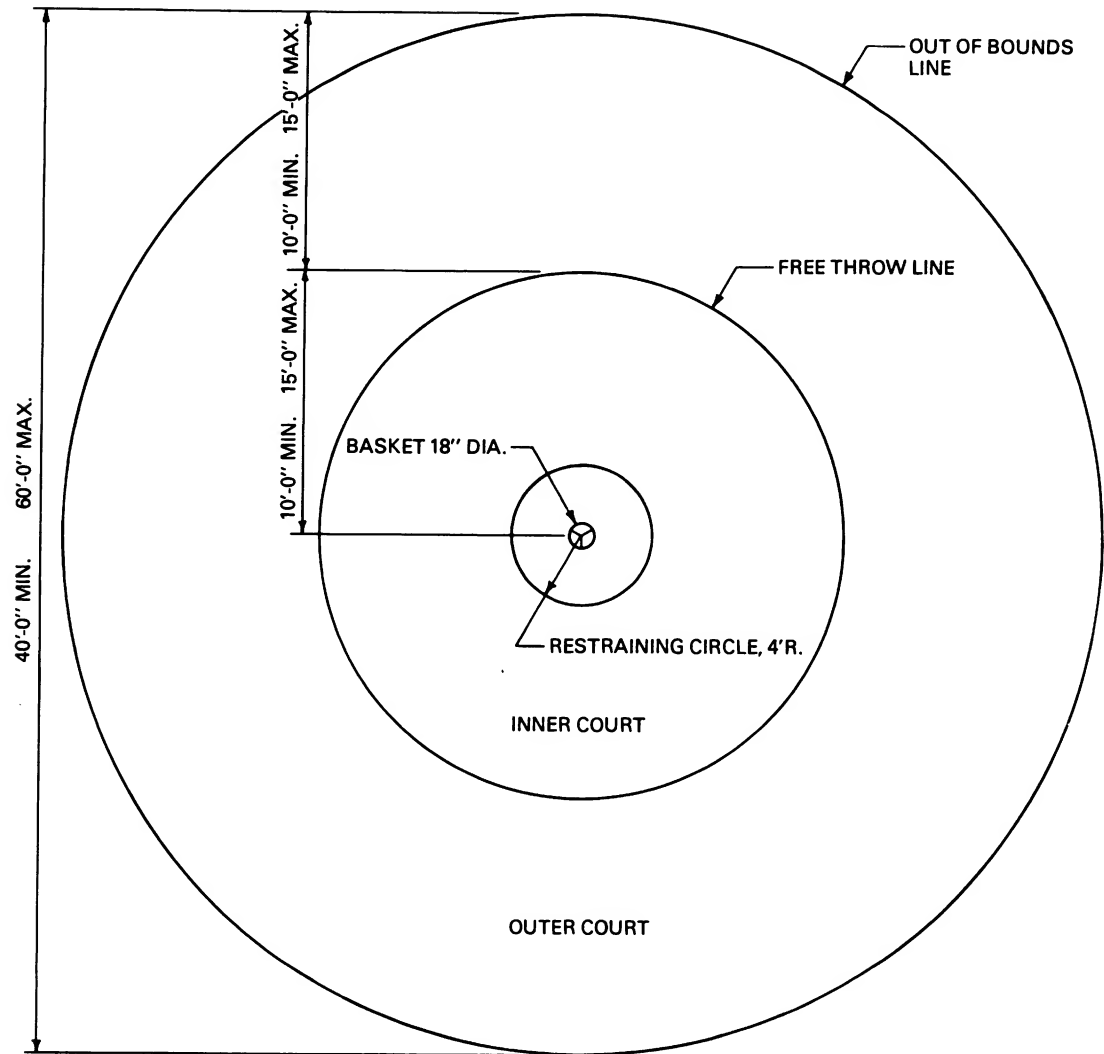 OUT OF BOUNDS
LINE
10'-0" MIN. 15'-0" MAX.
FREE THROW LINE
10'-0" MIN. 15'-0" MAX.
40'-0" MIN. 60'-0" MAX.
BASKET 18" DIA.
RESTRAINING CIRCLE, 4'R.
INNER COURT
OUTER COURT